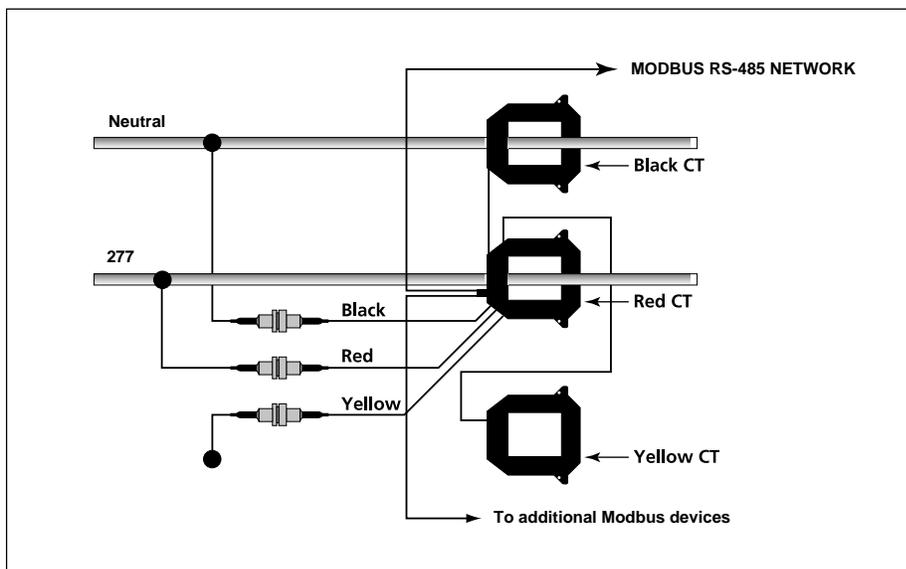 MODBUS RS-485 NETWORK
Neutral
Black CT
277
Red CT
Black
Red
Yellow
Yellow CT
To additional Modbus devices